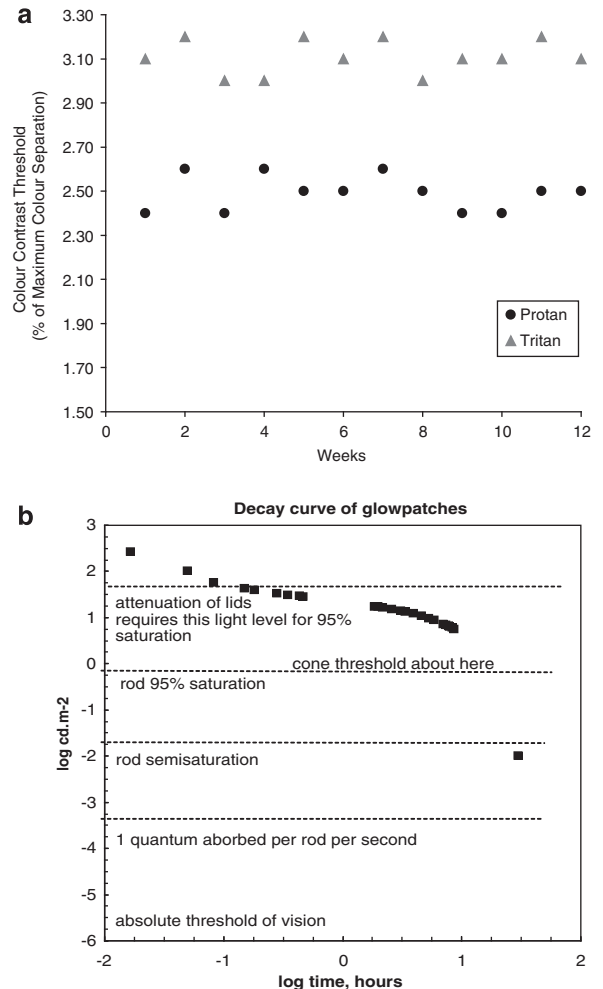 a
Colour Contrast Threshold
(% of Maximum Colour Separation)
3.30
3.10
2.90
2.70
2.50
2.30
2.10
1.90
1.70
1.50
Protan
Tritan
0
2
4
6
8
10
12
Weeks
b
Decay curve of glowpatches
log cd.m-2
3
2
1
0
-1
-2
-3
-4
-5
-6
attenuation of lids
requires this light level for 95%
saturation
cone threshold about here
rod 95% saturation
rod semisaturation
1 quantum aborbed per rod per second
absolute threshold of vision
-2
-1
0
1
2
log time, hours